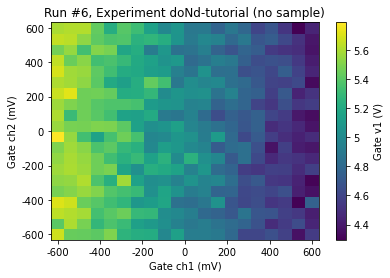 Run #6, Experiment doNd-tutorial (no sample)
Gate ch2 (mV)
600
400
200
0
-200
-400
-600
-600 -400 -200 0 200 400 600
Gate ch1 (mV)
5.6
5.4
5.2
5
4.8
4.6
4.4
Gate v1 (V)